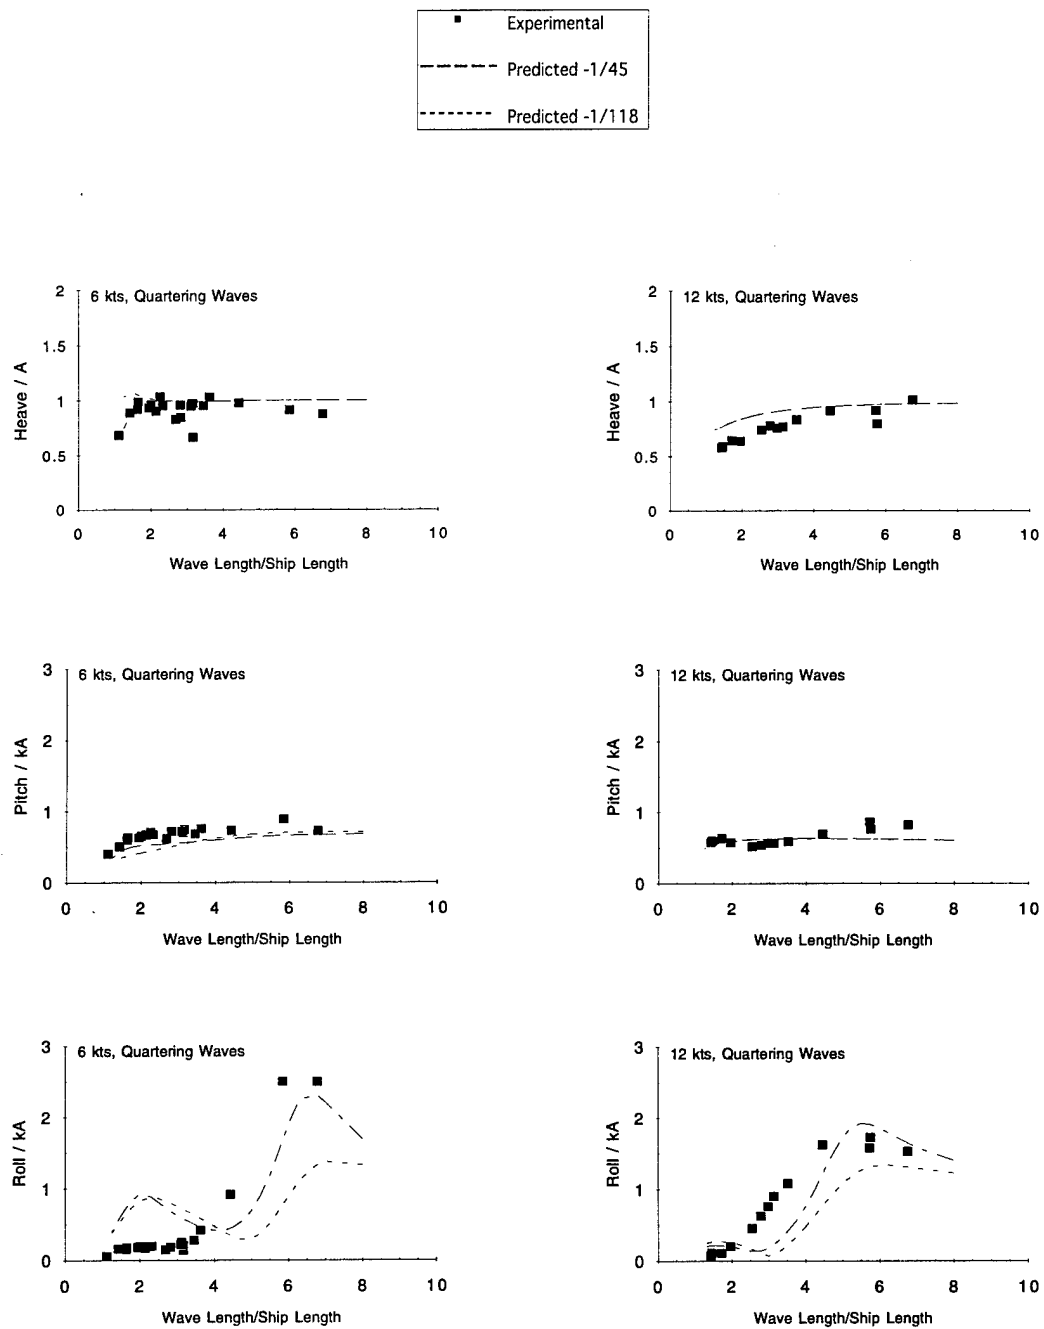 Experimental
Predicted -1/45
Predicted -1/118
6 kts, Quartering Waves
2
1.5
1
0.5
0
Heave / A
0 2 4 6 8 10
Wave Length/Ship Length
12 kts, Quartering Waves
2
1.5
1
0.5
0
Heave / A
0 2 4 6 8 10
Wave Length/Ship Length
6 kts, Quartering Waves
3
2
1
0
Pitch / kA
0 2 4 6 8 10
Wave Length/Ship Length
12 kts, Quartering Waves
3
2
1
0
Pitch / kA
0 2 4 6 8 10
Wave Length/Ship Length
6 kts, Quartering Waves
3
2
1
0
Roll / kA
0 2 4 6 8 10
Wave Length/Ship Length
12 kts, Quartering Waves
3
2
1
0
Roll / kA
0 2 4 6 8 10
Wave Length/Ship Length